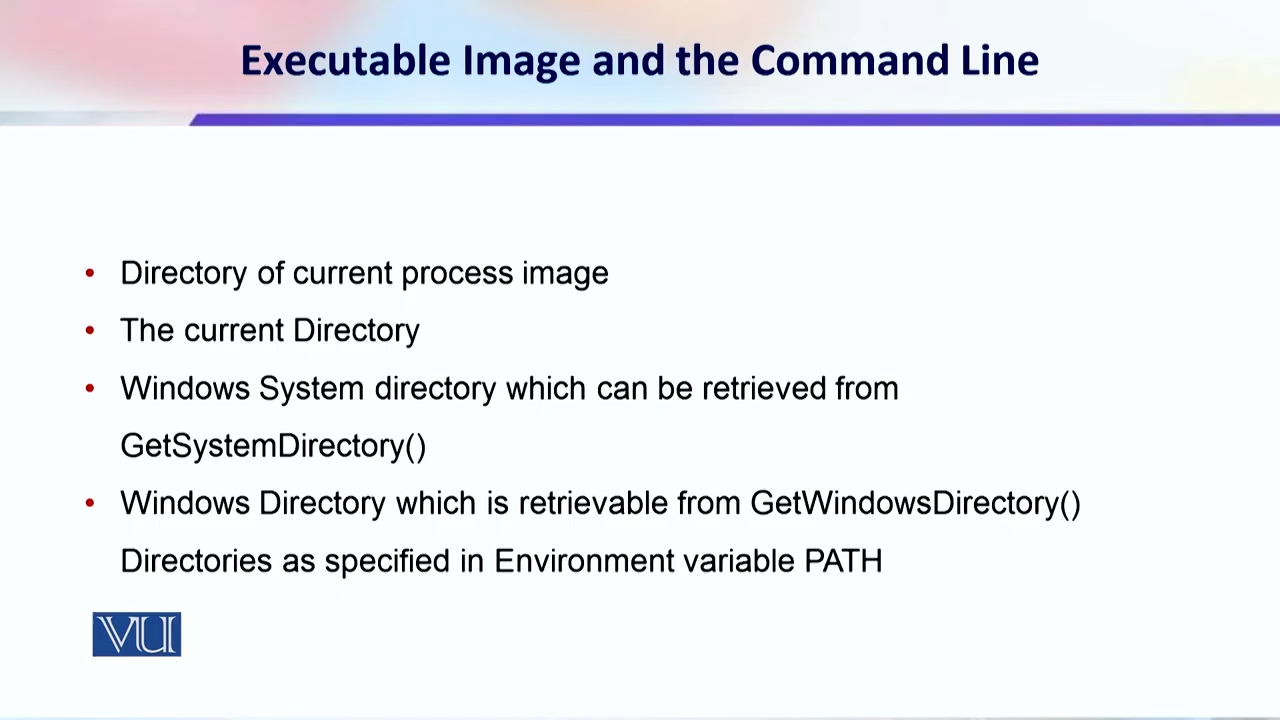 Executable Image and the Command Line
• Directory of current process image
• The current Directory
• Windows System directory which can be retrieved from
GetSystemDirectory()
• Windows Directory which is retrievable from GetWindowsDirectory()
Directories as specified in Environment variable PATH
VU